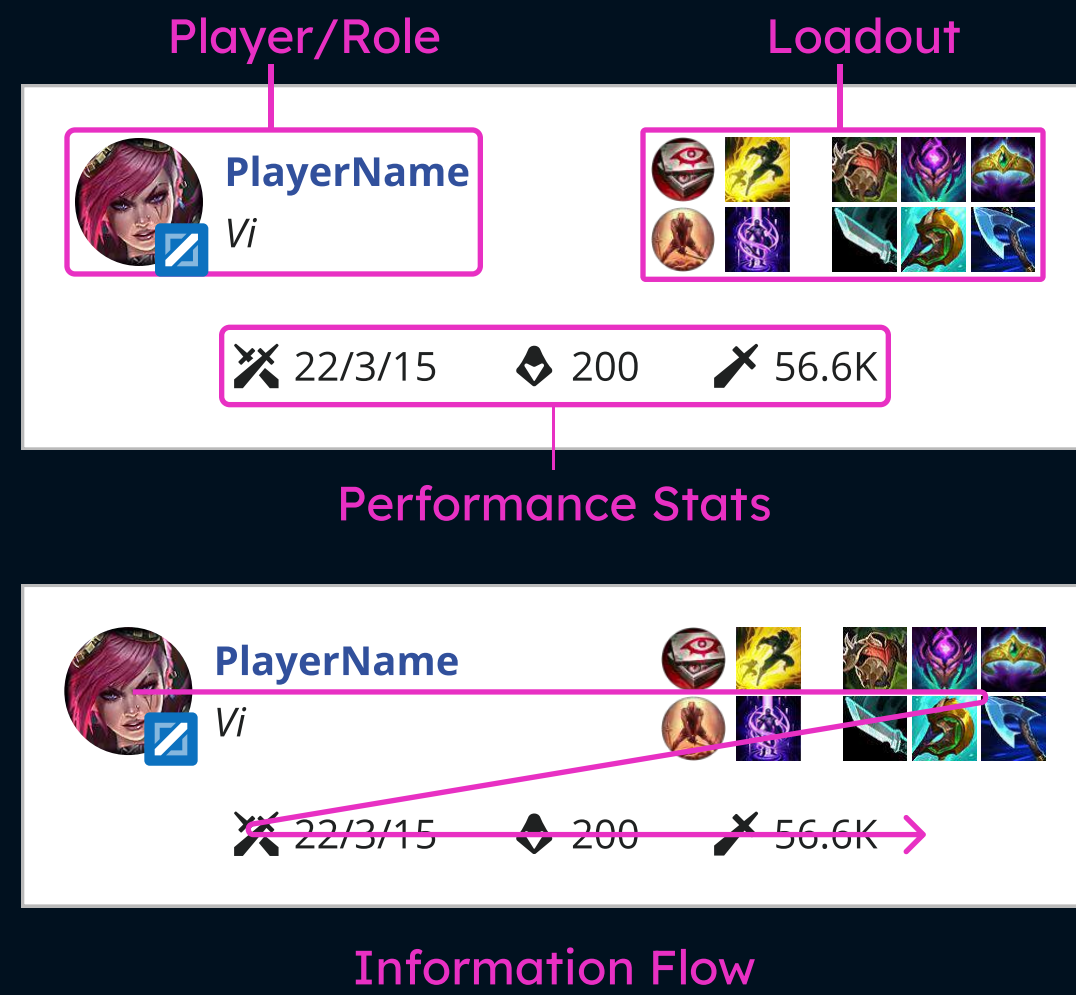 Player/Role
Loadout
PlayerName
Vi
22/3/15
200
56.6K
Performance Stats
PlayerName
Vi
22/3/15
200
56.6K
Information Flow